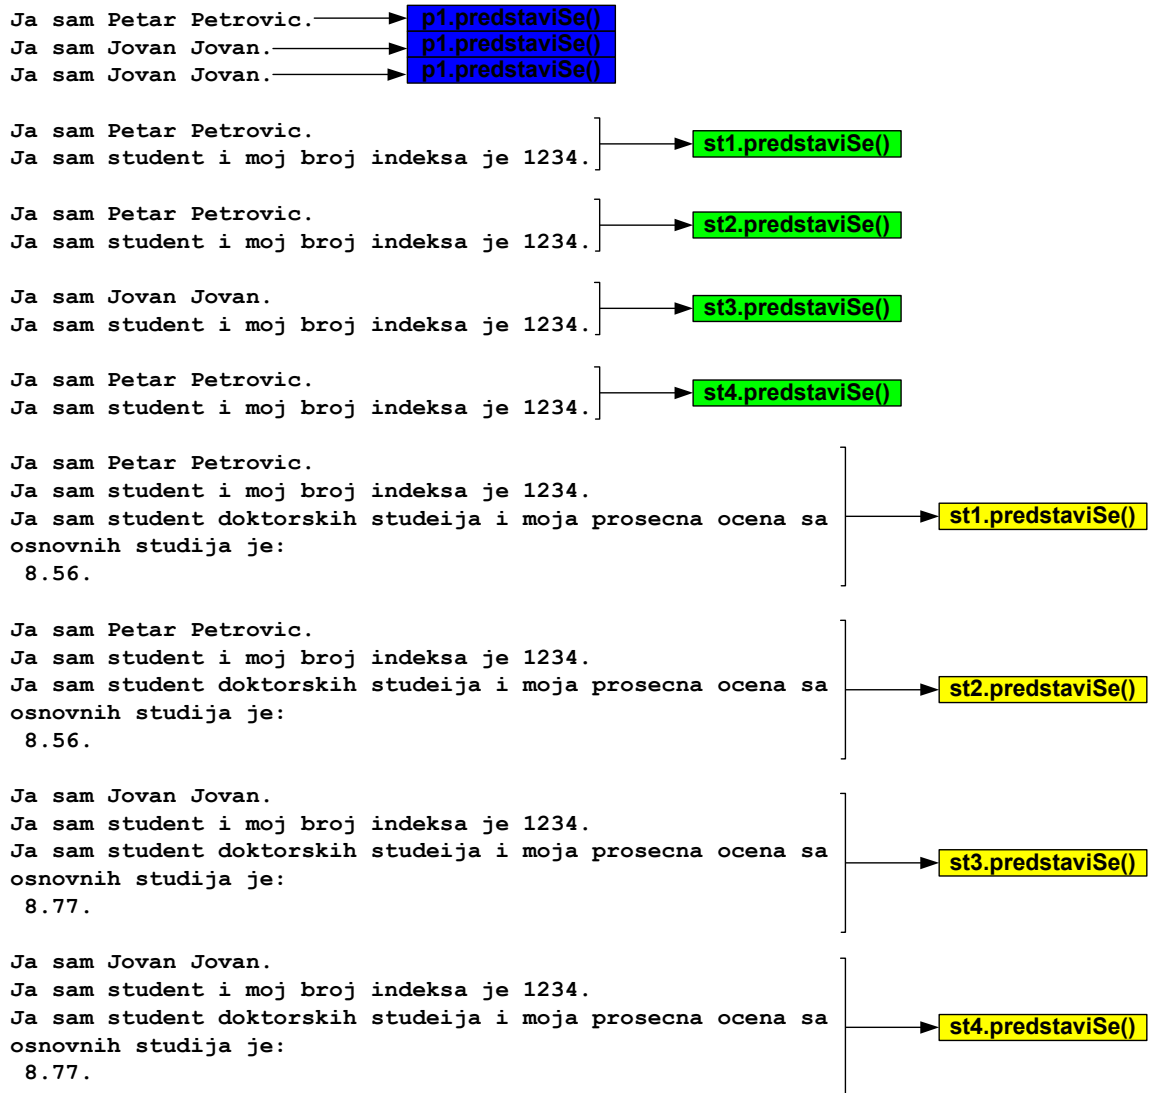 Ja sam Petar Petrovic. p1.predstaviSe()
Ja sam Jovan Jovan. p1.predstaviSe()
Ja sam Jovan Jovan. p1.predstaviSe()
Ja sam Petar Petrovic.
Ja sam student i moj broj indeksa je 1234.
st1.predstaviSe()
Ja sam Petar Petrovic.
Ja sam student i moj broj indeksa je 1234.
st2.predstaviSe()
Ja sam Jovan Jovan.
Ja sam student i moj broj indeksa je 1234.
st3.predstaviSe()
Ja sam Petar Petrovic.
Ja sam student i moj broj indeksa je 1234.
st4.predstaviSe()
Ja sam Petar Petrovic.
Ja sam student i moj broj indeksa je 1234.
Ja sam student doktorskih studeija i moja prosecna ocena sa
osnovnih studija je:
8.56.
st1.predstaviSe()
Ja sam Petar Petrovic.
Ja sam student i moj broj indeksa je 1234.
Ja sam student doktorskih studeija i moja prosecna ocena sa
osnovnih studija je:
8.56.
st2.predstaviSe()
Ja sam Jovan Jovan.
Ja sam student i moj broj indeksa je 1234.
Ja sam student doktorskih studeija i moja prosecna ocena sa
osnovnih studija je:
8.77.
st3.predstaviSe()
Ja sam Jovan Jovan.
Ja sam student i moj broj indeksa je 1234.
Ja sam student doktorskih studeija i moja prosecna ocena sa
osnovnih studija je:
8.77.
st4.predstaviSe()